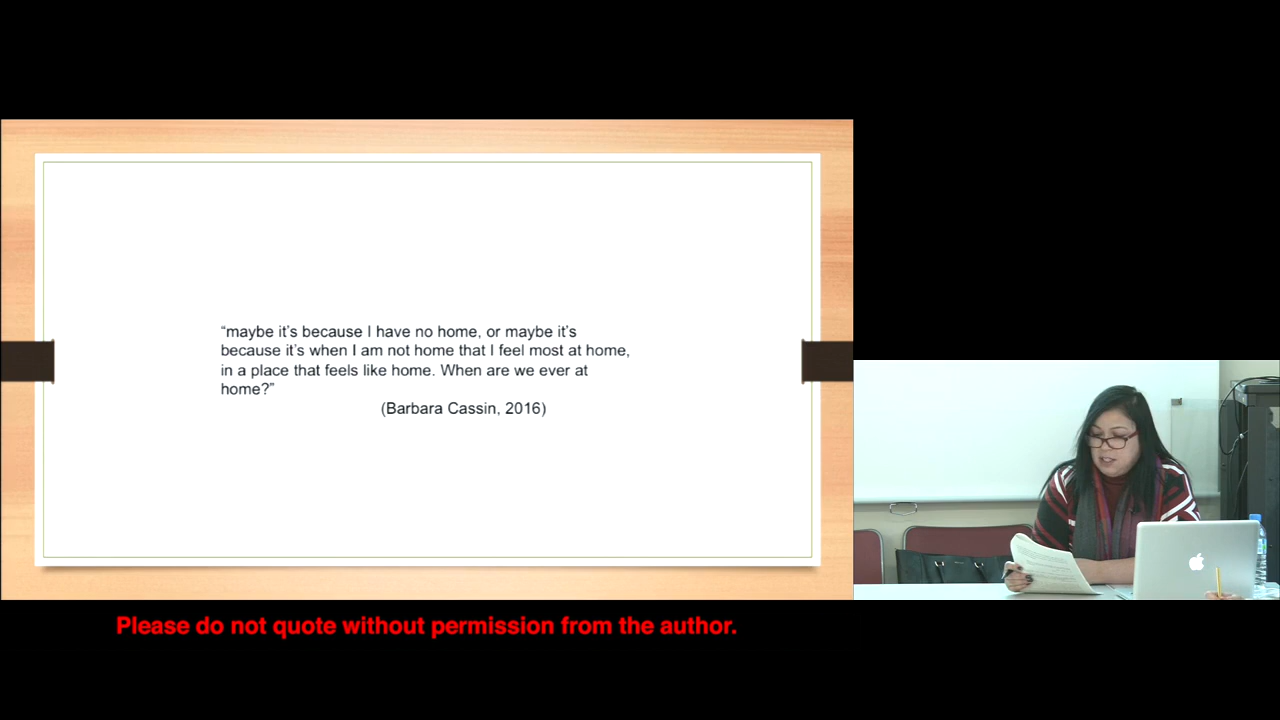 “maybe it’s because I have no home, or maybe it’s
because it’s when I am not home that I feel most at home,
in a place that feels like home. When are we ever at
home?”
(Barbara Cassin, 2016)
Please do not quote without permission from the author.